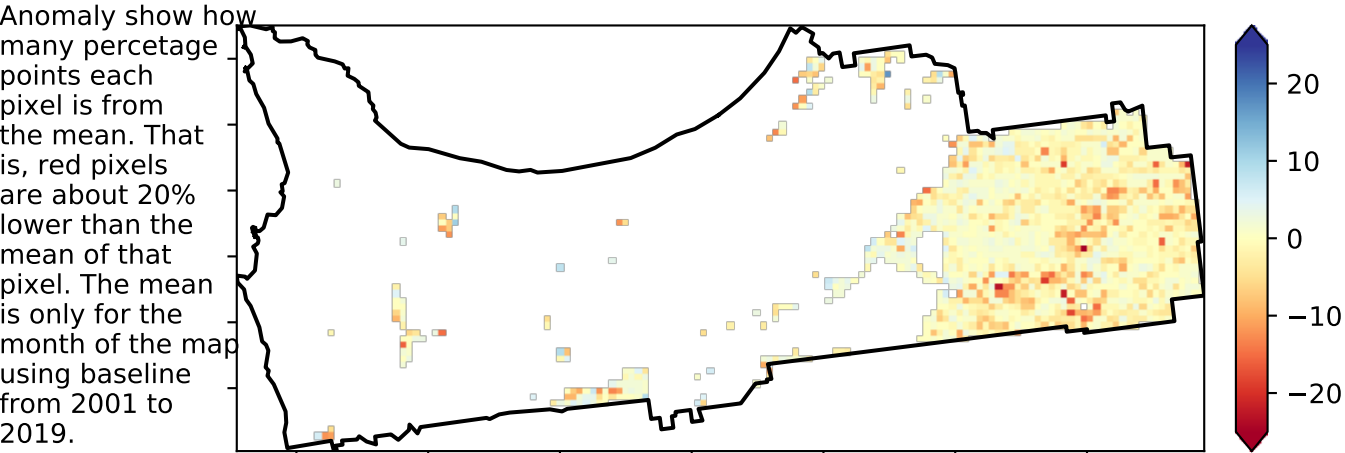 Anomaly show how
many percetage
points each
pixel is from
the mean. That
is, red pixels
are about 20%
lower than the
mean of that
pixel. The mean
is only for the
month of the map
using baseline
from 2001 to
2019.
20
10
0
−10
−20